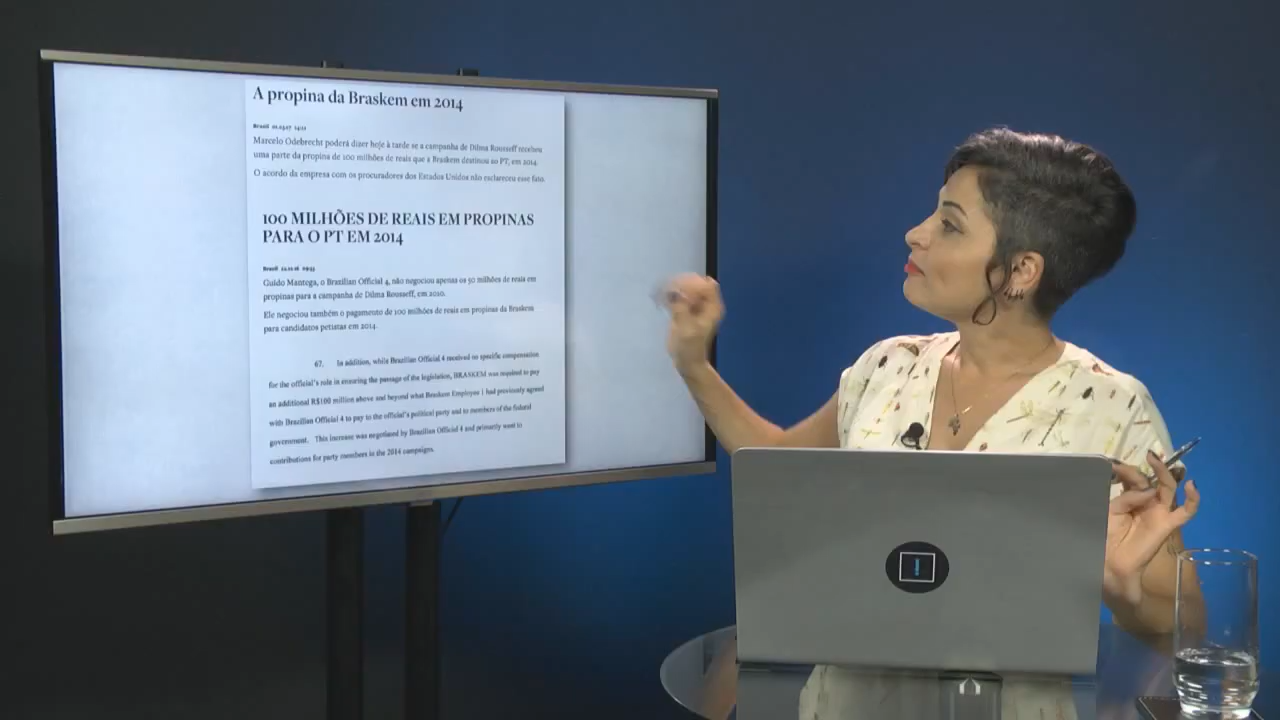 A propina da Braskem em 2014
Brasil 01.03.17 14:11
Marcelo Odebrecht poderá dizer hoje à tarde se a campanha de Dilma Rousseff recebeu
uma parte da propina de 100 milhões de reais que a Braskem destinou ao PT, em 2014.
O acordo da empresa com os procuradores dos Estados Unidos não esclareceu esse fato.
100 MILHÕES DE REAIS EM PROPINAS
PARA O PT EM 2014
Brasil
Guido Mantega, o Brazilian Official 4, não negociou apenas os 50 milhões de reais em
propinas para a campanha de Dilma Rousseff, em 2010.
Ele negociou também o pagamento de 100 milhões de reais em propinas da Braskem
para candidatos petistas em 2014.
67. In addition, while Brazilian Official 4 received no specific compensation
for the official's role in ensuring the passage of the legislation, BRASKEM was required to pay
an additional R$100 million above and beyond what Braskem Employee 1 had previously agreed
with Brazilian Official 4 to pay to the official's political party and to members of the federal
government. This increase was negotiated by Brazilian Official 4 and primarily went to
contributions for party members in the 2014 campaigns.
!